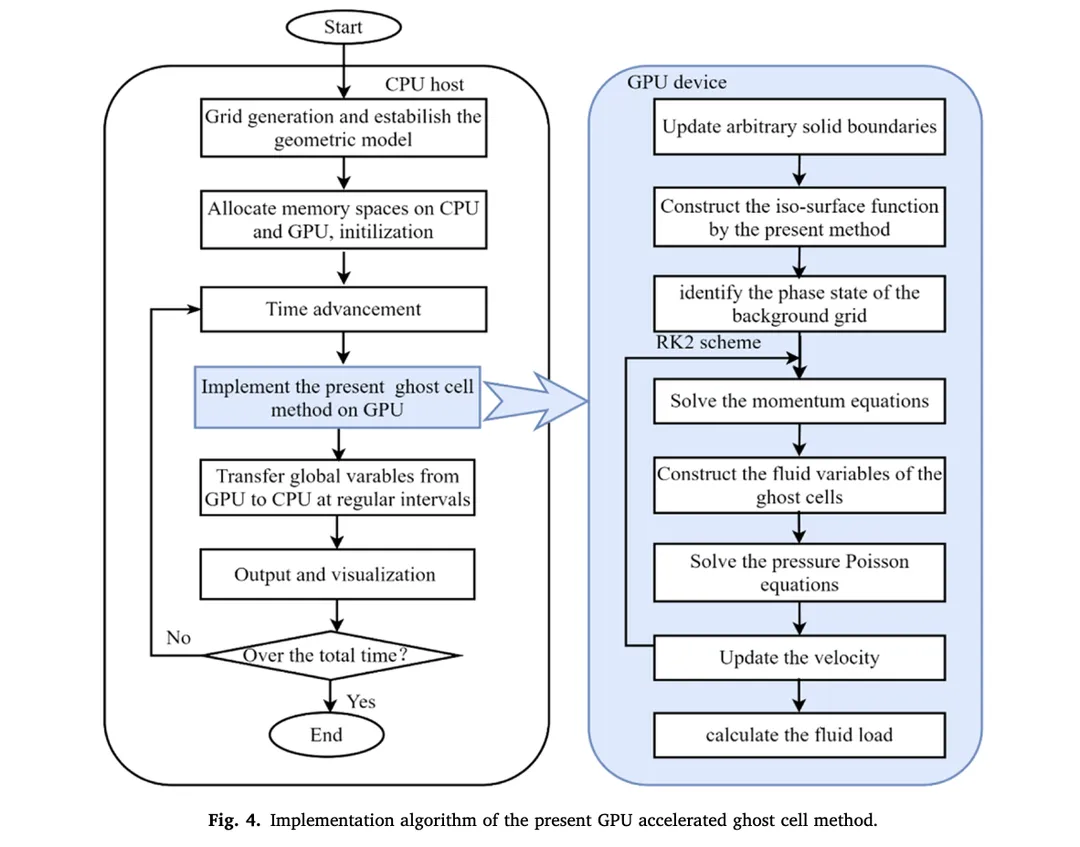 Start
CPU host
Grid generation and estabilish the
geometric model
Allocate memory spaces on CPU
and GPU, initilization
Time advancement
Implement the present ghost cell
method on GPU
Transfer global varables from
GPU to CPU at regular intervals
Output and visualization
No
Over the total time?
Yes
End
GPU device
Update arbitrary solid boundaries
Construct the iso-surface function
by the present method
identify the phase state of the
background grid
RK2 scheme
Solve the momentum equations
Construct the fluid variables of the
ghost cells
Solve the pressure Poisson
equations
Update the velocity
calculate the fluid load
Fig. 4. Implementation algorithm of the present GPU accelerated ghost cell method.